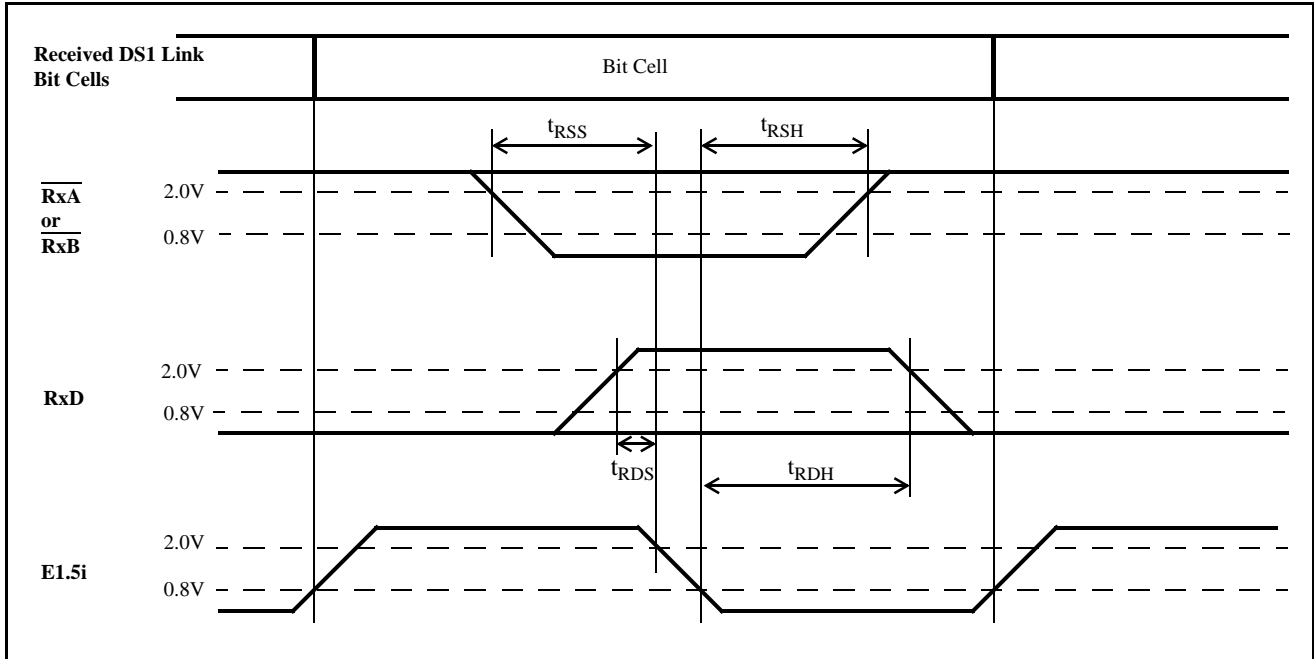 Received DS1 Link
Bit Cells
Bit Cell
tRSS
tRSH
RxA
or
RxB
2.0V
0.8V
RxD
2.0V
0.8V
tRDS
tRDH
E1.5i
2.0V
0.8V